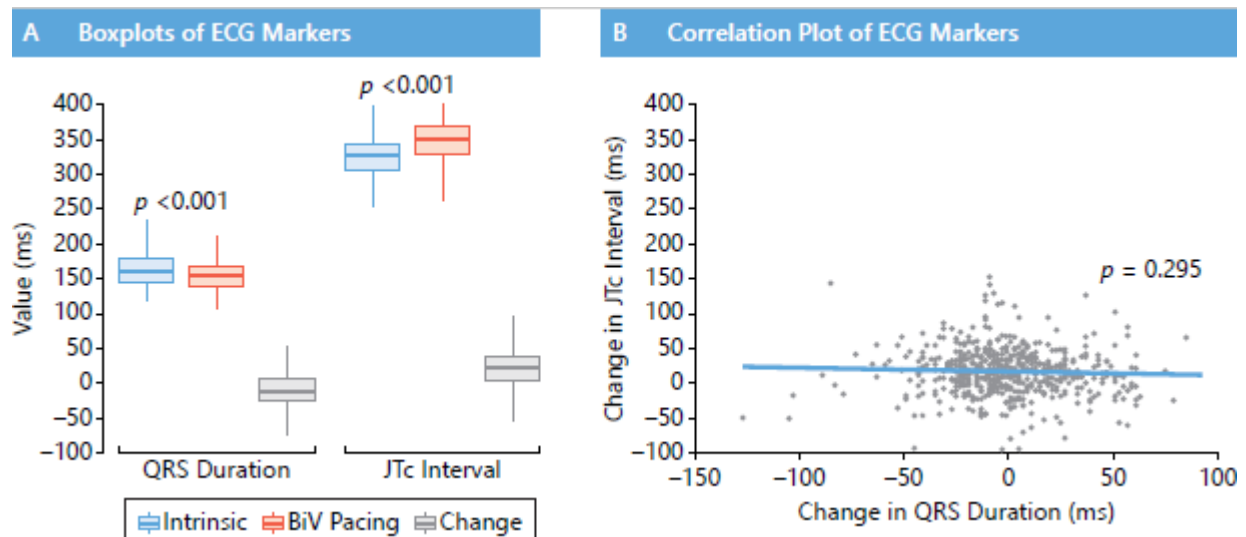 A Boxplots of ECG Markers
p <0.001
p <0.001
400
350
300
250
200
150
100
50
0
−50
−100
Value (ms)
QRS Duration
JTc Interval
Intrinsic BiV Pacing Change
B Correlation Plot of ECG Markers
p = 0.295
400
350
300
250
200
150
100
50
0
−50
−100
Change in JTc Interval (ms)
−150 −100 −50 0 50 100
Change in QRS Duration (ms)